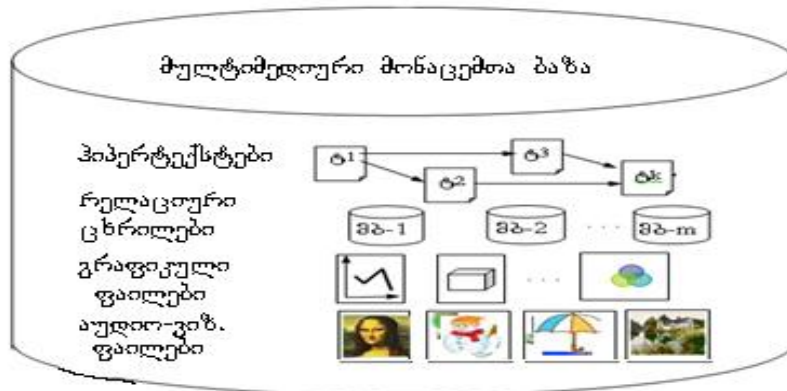 მულტიმედიური მონაცემთა ბაზა
ჰიპერტექსტები
ტ1 ტ2 ტ3 ტk
რელაციური
ცხრილები
მბ-1 მბ-2 ... მბ-m
გრაფიკული
ფაილები
...
აუდიო-ვიზ.
ფაილები